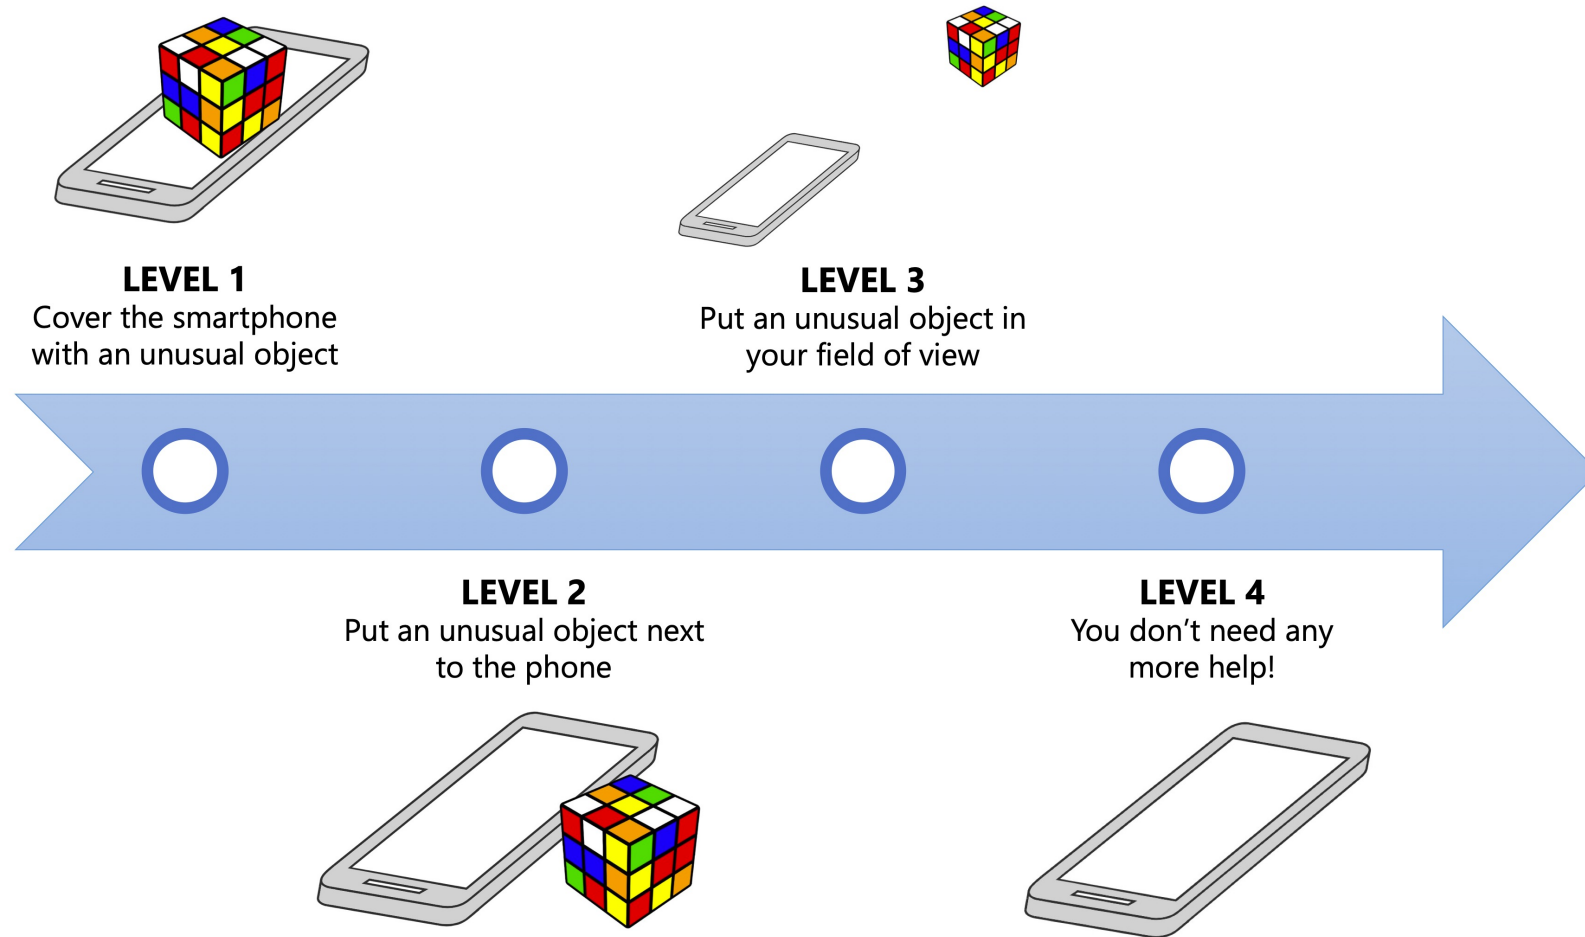 LEVEL 1
Cover the smartphone
with an unusual object
LEVEL 2
Put an unusual object next
to the phone
LEVEL 3
Put an unusual object in
your field of view
LEVEL 4
You don’t need any
more help!